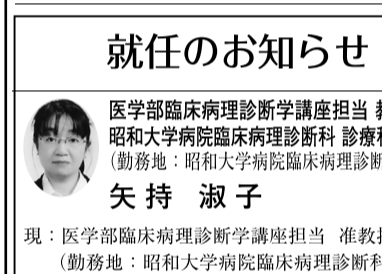 就任のお知らせ
医学部臨床病理診断学講座担当
昭和大学病院臨床病理診断科 診療科
（勤務地：昭和大学病院臨床病理診断
矢持 淑子
現：医学部臨床病理診断学講座担当 准教授
（勤務地：昭和大学病院臨床病理診断科